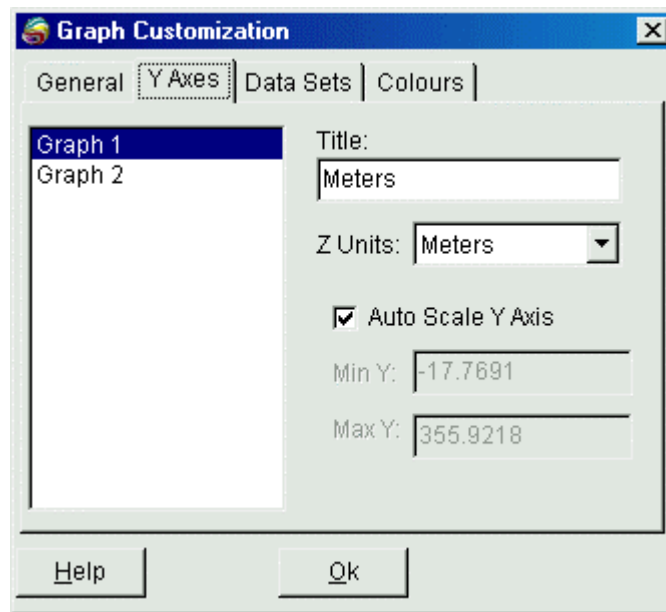 Graph Customization
General Y Axes Data Sets Colours
Graph 1
Graph 2
Title:
Meters
Z Units: Meters
Auto Scale Y Axis
Min Y: -17.7691
Max Y: 355.9218
Help Ok